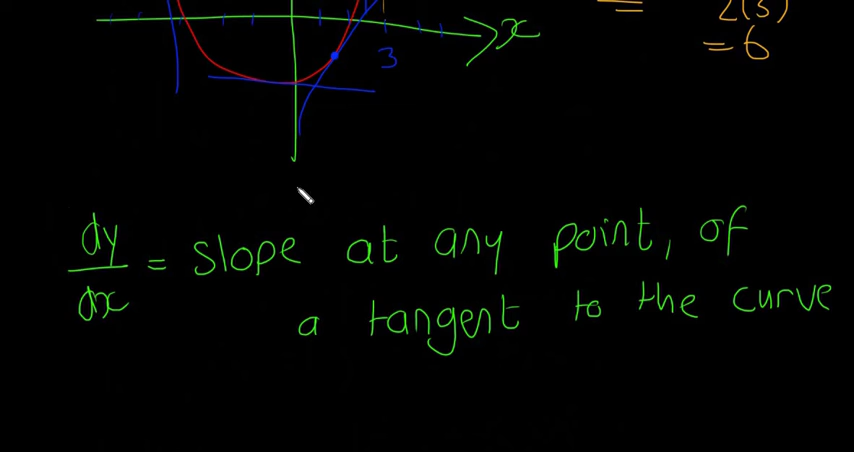 = 2(3)
x
3
= 6
dy/dx = slope at any point, of
a tangent to the curve